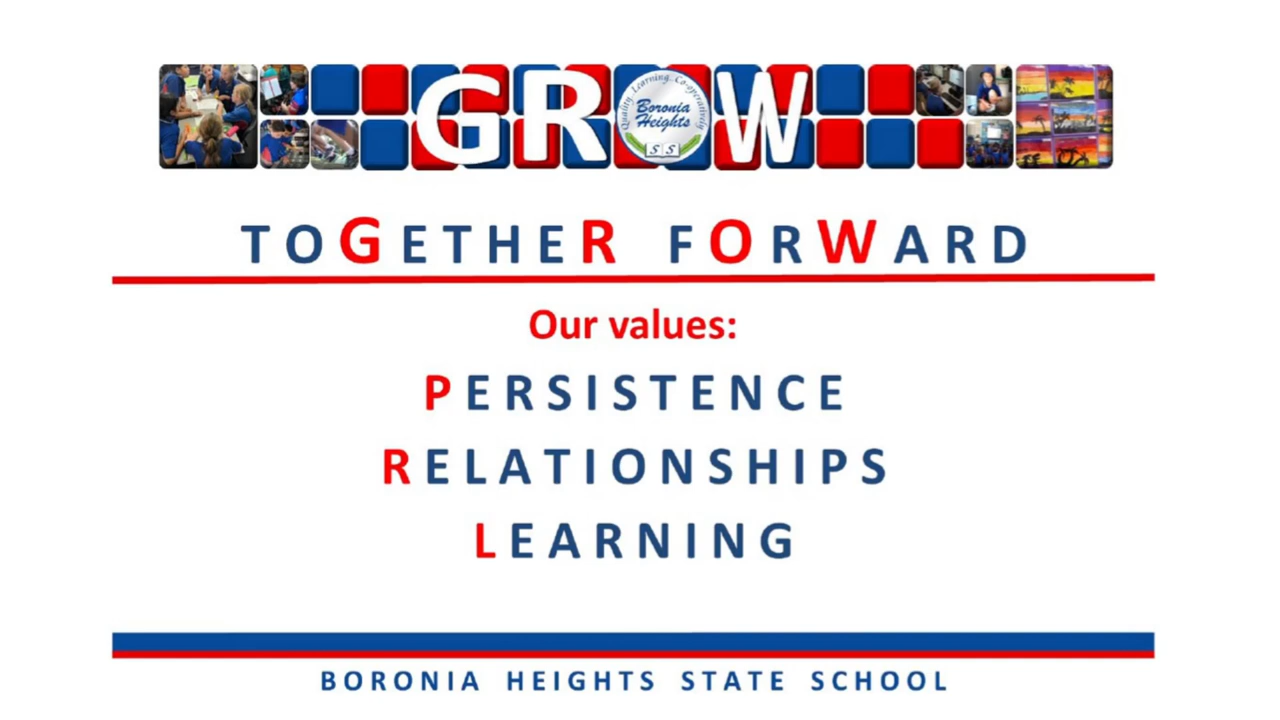 GROW
Quality Learning Co-operatively
Boronia
Heights
S S
TOGETHER FORWARD
Our values:
PERSISTENCE
RELATIONSHIPS
LEARNING
BORONIA HEIGHTS STATE SCHOOL